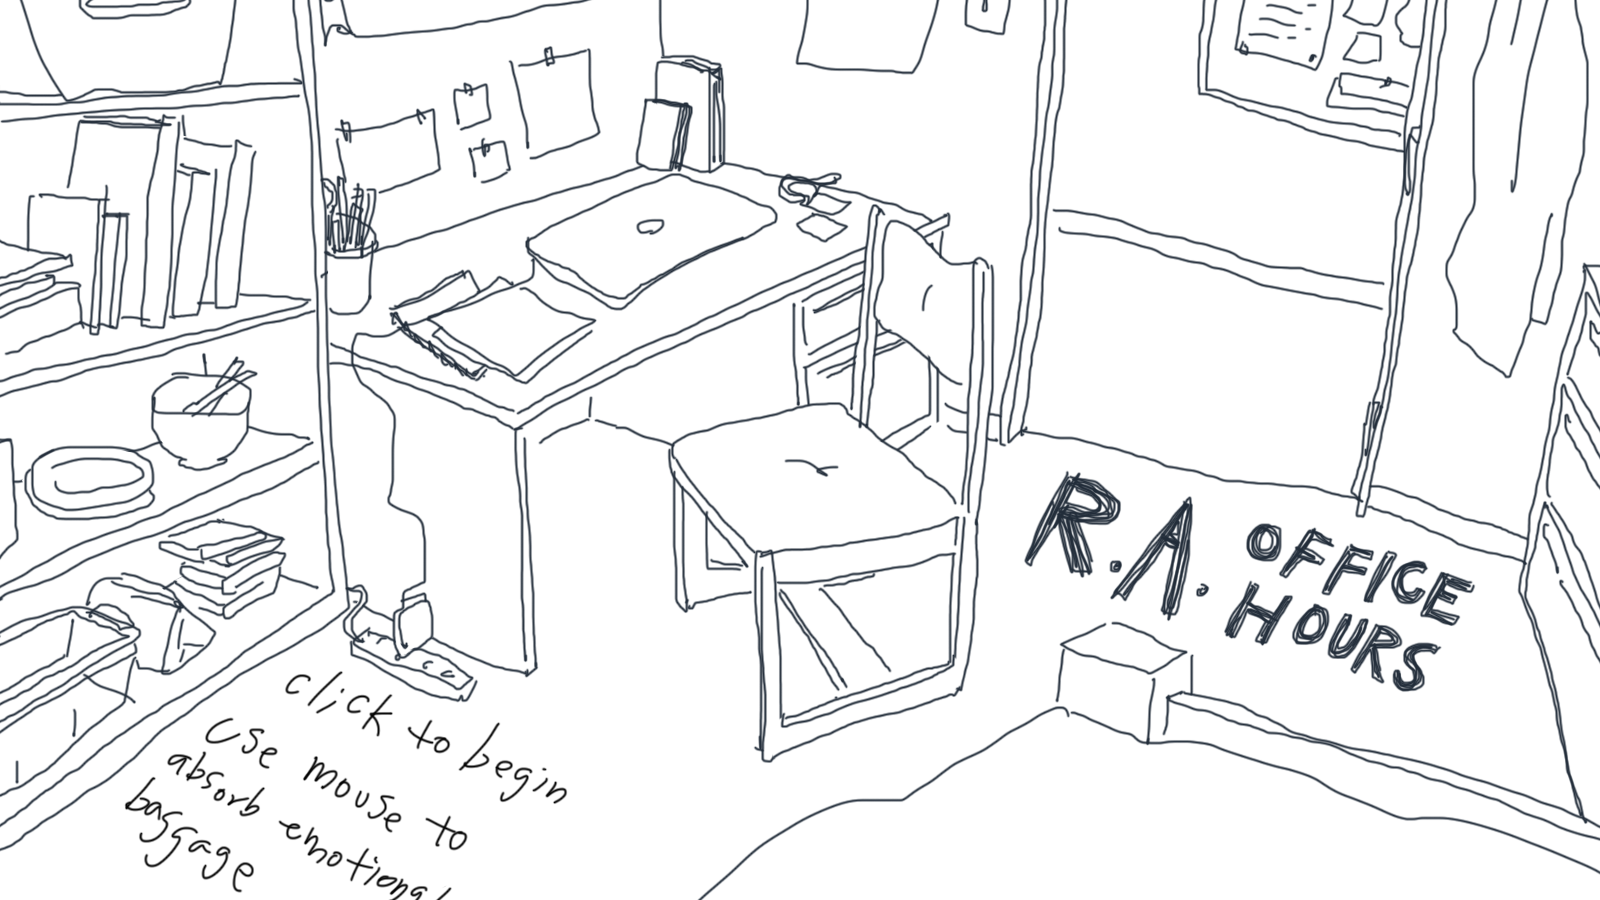 R.A. OFFICE
HOURS
click to begin
use mouse to
absorb emotional
baggage